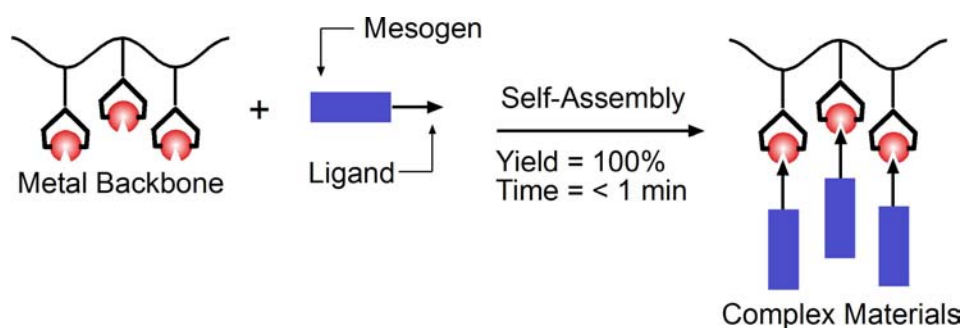 Mesogen
+
Self-Assembly
Yield = 100%
Time = < 1 min
Ligand
Metal Backbone
Complex Materials